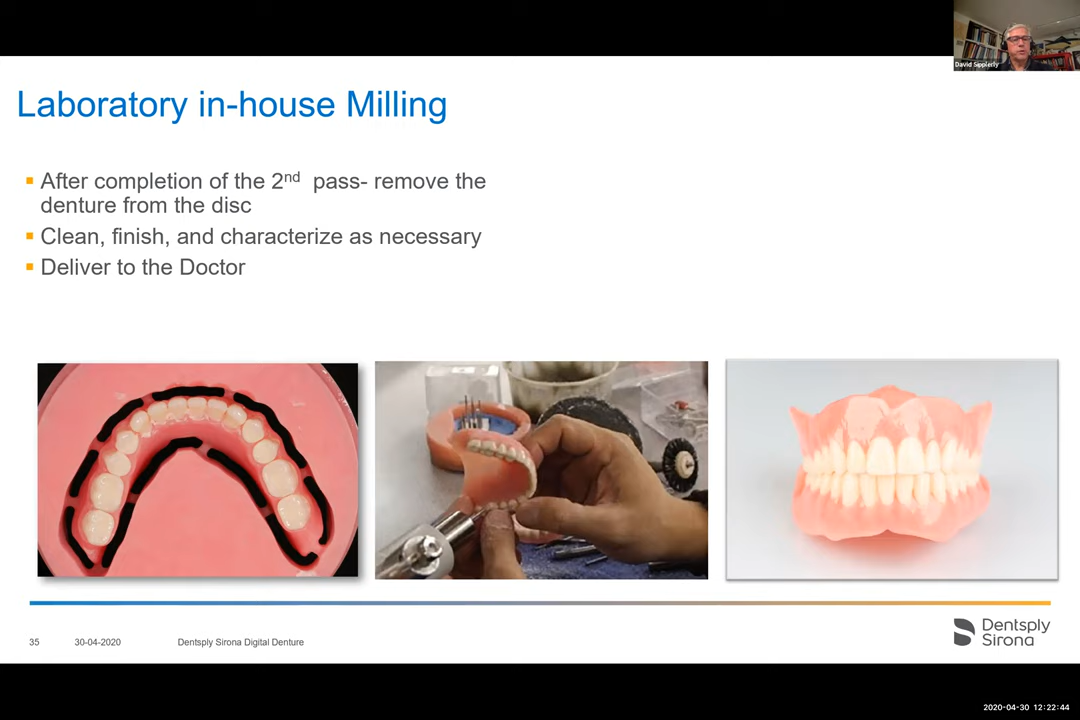 David Sipplerly
Laboratory in-house Milling
After completion of the 2nd pass- remove the
denture from the disc
Clean, finish, and characterize as necessary
Deliver to the Doctor
35 30-04-2020 Dentsply Sirona Digital Denture
Dentsply
Sirona
2020-04-30 12:22:44